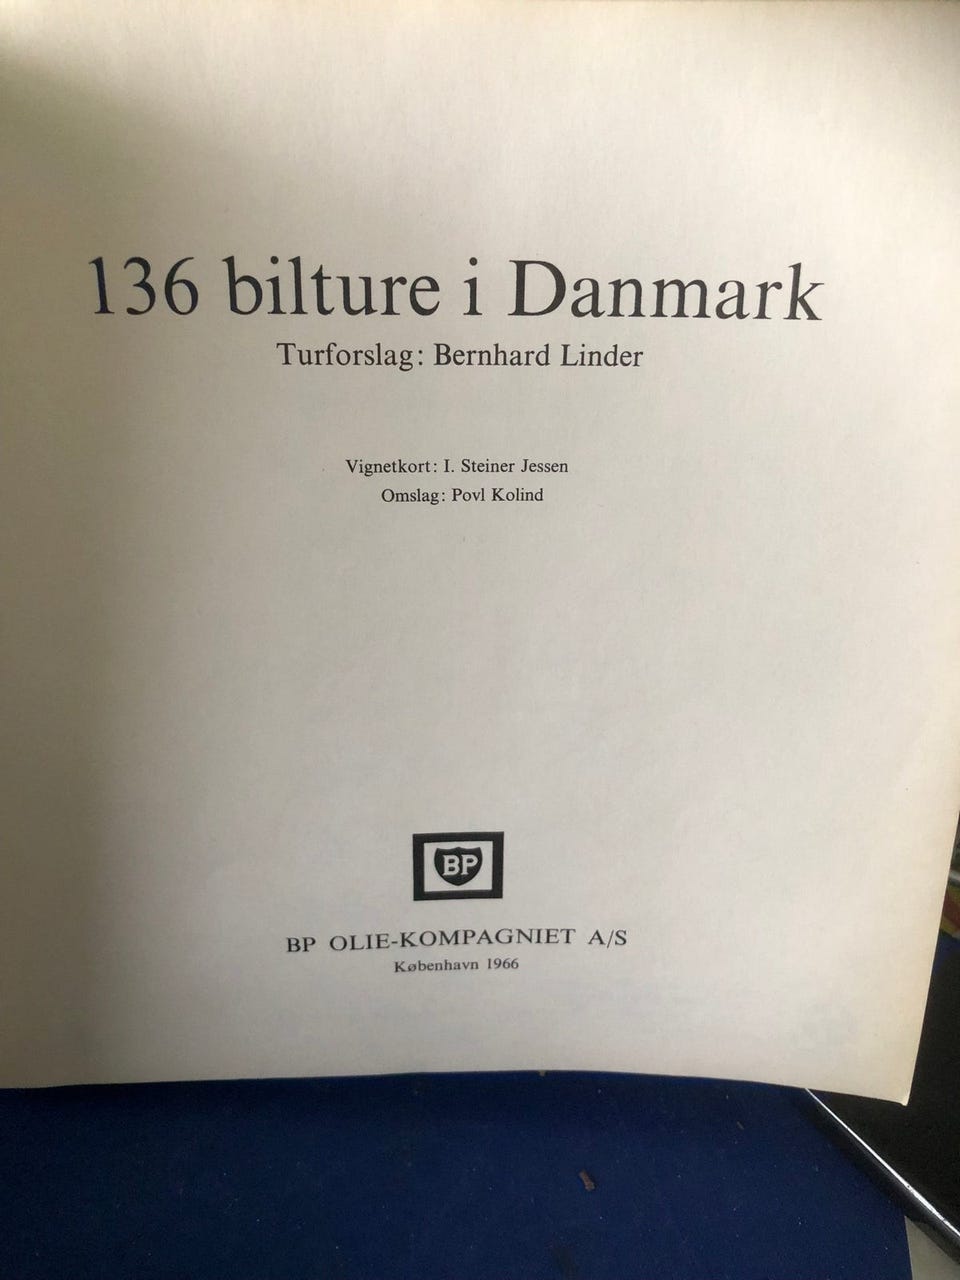 136 bilture i Danmark
Turforslag: Bernhard Linder
Vignetkort: I. Steiner Jessen
Omslag: Povl Kolind
BP
BP OLIE-KOMPAGNIET A/S
København 1966